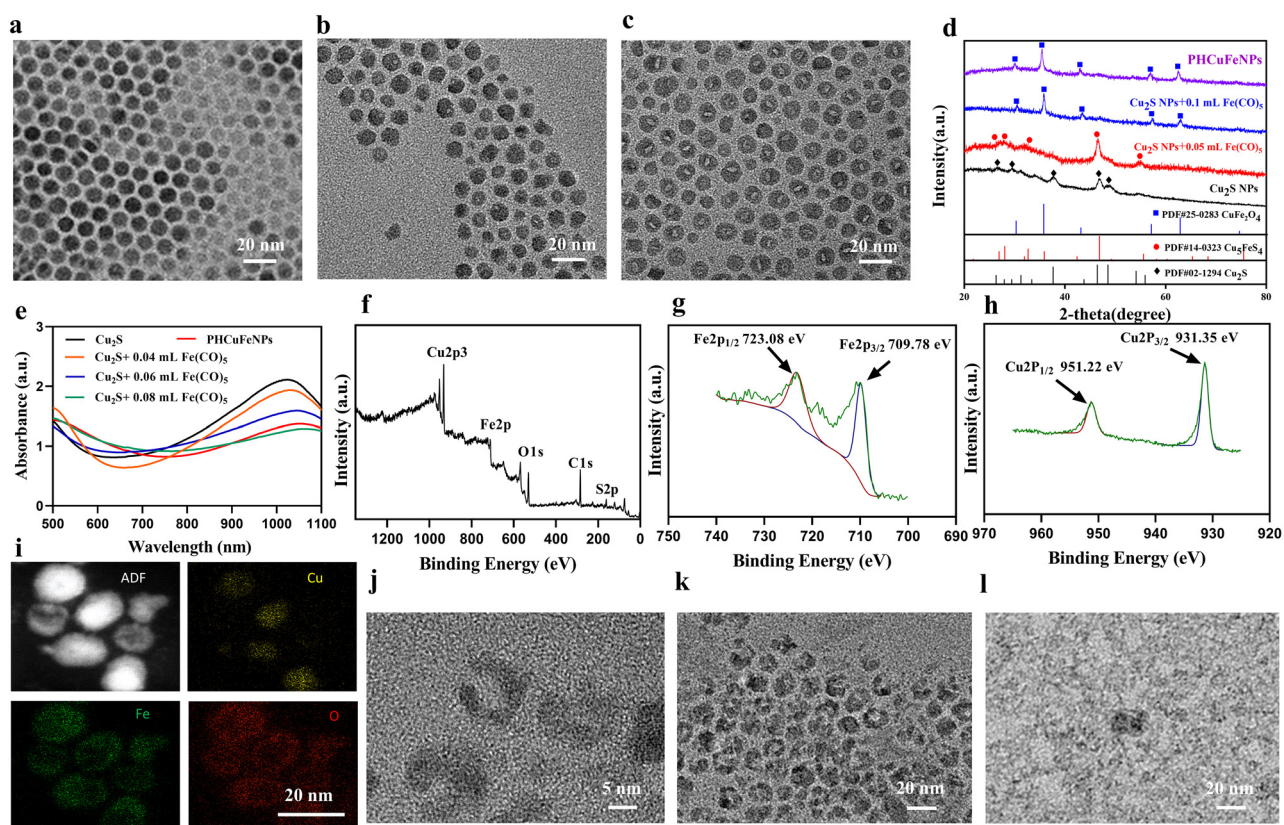 a
20 nm
b
20 nm
c
20 nm
d
Intensity(a.u.)
PHCuFeNPs
Cu₂S NPs+0.1 mL Fe(CO)₅
Cu₂S NPs+0.05 mL Fe(CO)₅
Cu₂S NPs
PDF#25-0283 CuFe₂O₄
PDF#14-0323 Cu₅FeS₄
PDF#02-1294 Cu₂S
20 40 60 80
2-theta(degree)
e
Absorbance (a.u.)
3
2
1
0
Cu₂S
PHCuFeNPs
Cu₂S+ 0.04 mL Fe(CO)₅
Cu₂S+ 0.06 mL Fe(CO)₅
Cu₂S+ 0.08 mL Fe(CO)₅
500 600 700 800 900 1000 1100
Wavelength (nm)
f
Intensity (a.u.)
Cu2p3
Fe2p
O1s
C1s
S2p
1200 1000 800 600 400 200 0
Binding Energy (eV)
g
Intensity (a.u.)
Fe2p₁/₂ 723.08 eV
Fe2p₃/₂ 709.78 eV
740 730 720 710 700 690
Binding Energy (eV)
h
Intensity (a.u.)
Cu2P₃/₂ 931.35 eV
Cu2P₁/₂ 951.22 eV
970 960 950 940 930 920
Binding Energy (eV)
i
ADF
Cu
Fe
O
20 nm
j
5 nm
k
20 nm
l
20 nm